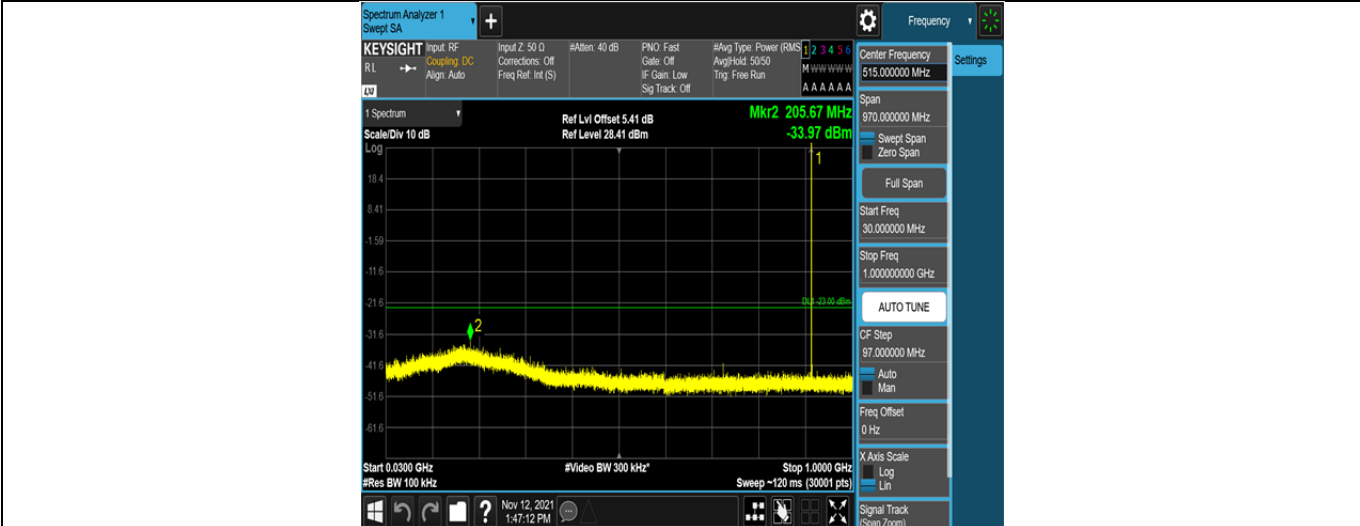 Spectrum Analyzer 1
Swept SA
+
Frequency
KEYSIGHT
RL
LXI
Input: RF
Coupling: DC
Align: Auto
Input Z: 50 Ω
Corrections: Off
Freq Ref: Int (S)
#Atten: 40 dB
PNO: Fast
Gate: Off
IF Gain: Low
Sig Track: Off
#Avg Type: Power (RMS
Avg|Hold: 50/50
Trig: Free Run
1 2 3 4 5 6
M W W W W W
A A A A A A
1 Spectrum
Scale/Div 10 dB
Log
Ref Lvl Offset 5.41 dB
Ref Level 28.41 dBm
Mkr2 205.67 MHz
-33.97 dBm
1
18.4
8.41
-1.59
-11.6
-21.6
DL1 -23.00 dBm
2
-31.6
-41.6
-51.6
-61.6
Start 0.0300 GHz
#Res BW 100 kHz
#Video BW 300 kHz*
Stop 1.0000 GHz
Sweep ~120 ms (30001 pts)
?
Nov 12, 2021
1:47:12 PM
Center Frequency
515.000000 MHz
Settings
Span
970.000000 MHz
Swept Span
Zero Span
Full Span
Start Freq
30.000000 MHz
Stop Freq
1.000000000 GHz
AUTO TUNE
CF Step
97.000000 MHz
Auto
Man
Freq Offset
0 Hz
X Axis Scale
Log
Lin
Signal Track
(Span Zoom)